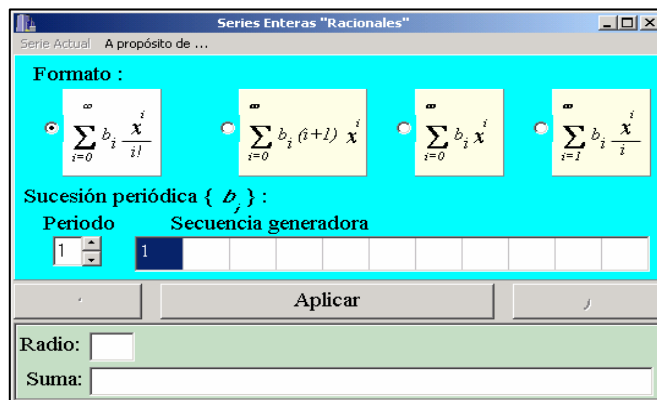 Series Enteras "Racionales"
Serie Actual A propósito de ...
Formato :
∞ ∑ i=0 b_i x^i / i!
∞ ∑ i=0 b_i (i+1) x^i
∞ ∑ i=0 b_i x^i
∞ ∑ i=1 b_i x^i / i
Sucesión periódica { b_j } :
Periodo Secuencia generadora
1 1
Aplicar
Radio:
Suma: